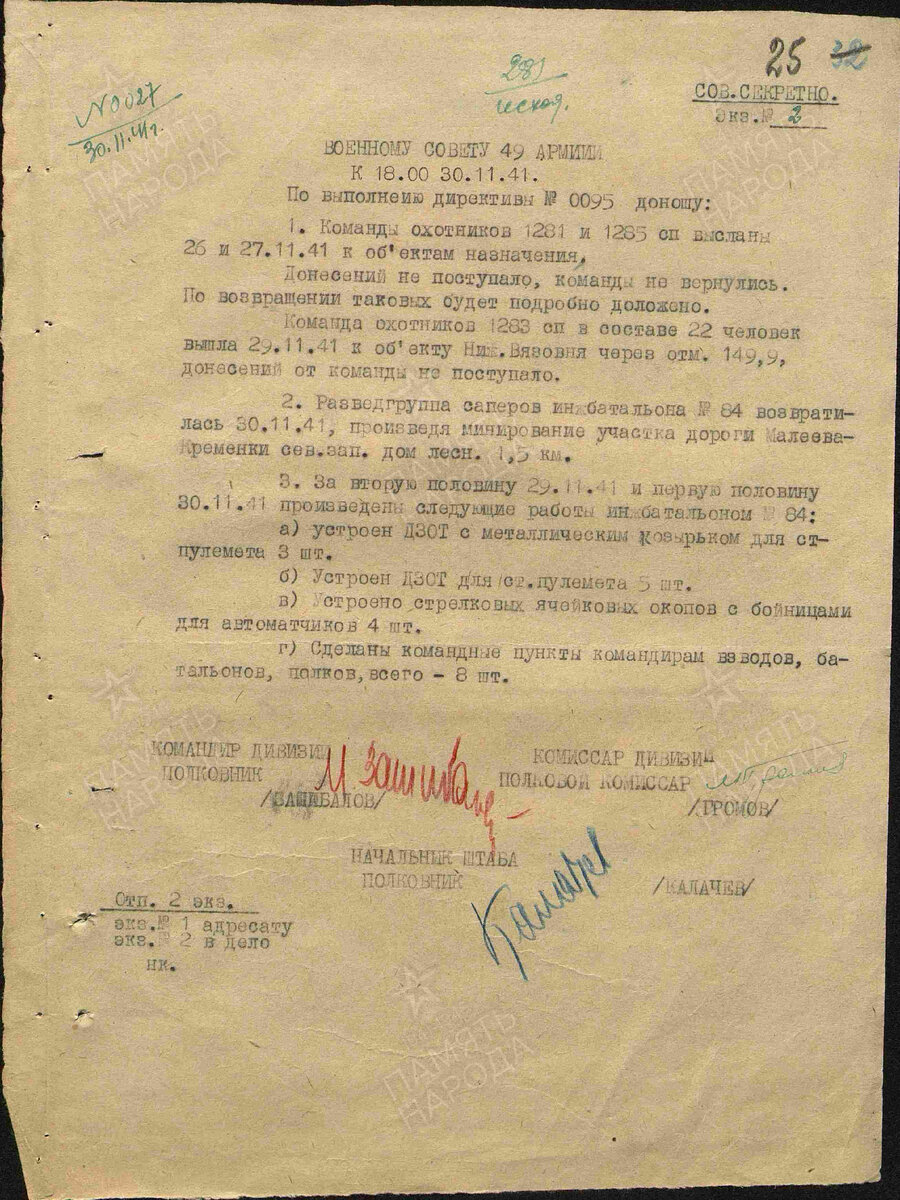 25 32
№ 0027
30.11.41г.
281
исход.
СОВ.СЕКРЕТНО.
Экз.№ 2
ВОЕННОМУ СОВЕТУ 49 АРМИИИ
К 18.00 30.11.41.
По выполнеию директивы № 0095 доношу:
1. Команды охотников 1281 и 1285 сп высланы
26 и 27.11.41 к об'ектам назначения.
Донесений не поступало, команды не вернулись.
По возвращении таковых будет подробно доложено.
Команда охотников 1283 сп в составе 22 человек
вышла 29.11.41 к об'екту Ниж.Вязовня через отм. 149,9,
донесений от команды не поступало.
2. Разведгруппа саперов инжбатальона № 84 возврати-
лась 30.11.41, произведя минирование участка дороги Малеева-
Кременки сев.зап. дом лесн. 1,5 км.
3. За вторую половину 29.11.41 и первую половину
30.11.41 произведены следующие работы инжбатальоном № 84:
а) устроен ДЗОТ с металлическим козырьком для ст-
пулемета 3 шт.
б) Устроен ДЗОТ для ст.пулемета 5 шт.
в) Устроено стрелковых ячейковых окопов с бойницами
для автоматчиков 4 шт.
г) Сделаны командные пункты командирам взводов, ба-
тальонов, полков,всего - 8 шт.
КОМАНДИР ДИВИЗИИ КОМИССАР ДИВИЗИИ
ПОЛКОВНИК ПОЛКОВОЙ КОМИССАР
/ЗАШИБАЛОВ/ /ГРОМОВ/
НАЧАЛЬНИК ШТАБА
ПОЛКОВНИК
Калачев
/КАЛАЧЕВ/
Отп. 2 экз.
экз.№ 1 адресату
экз.№ 2 в дело
нк.
ПАМЯТЬ
НАРОДА